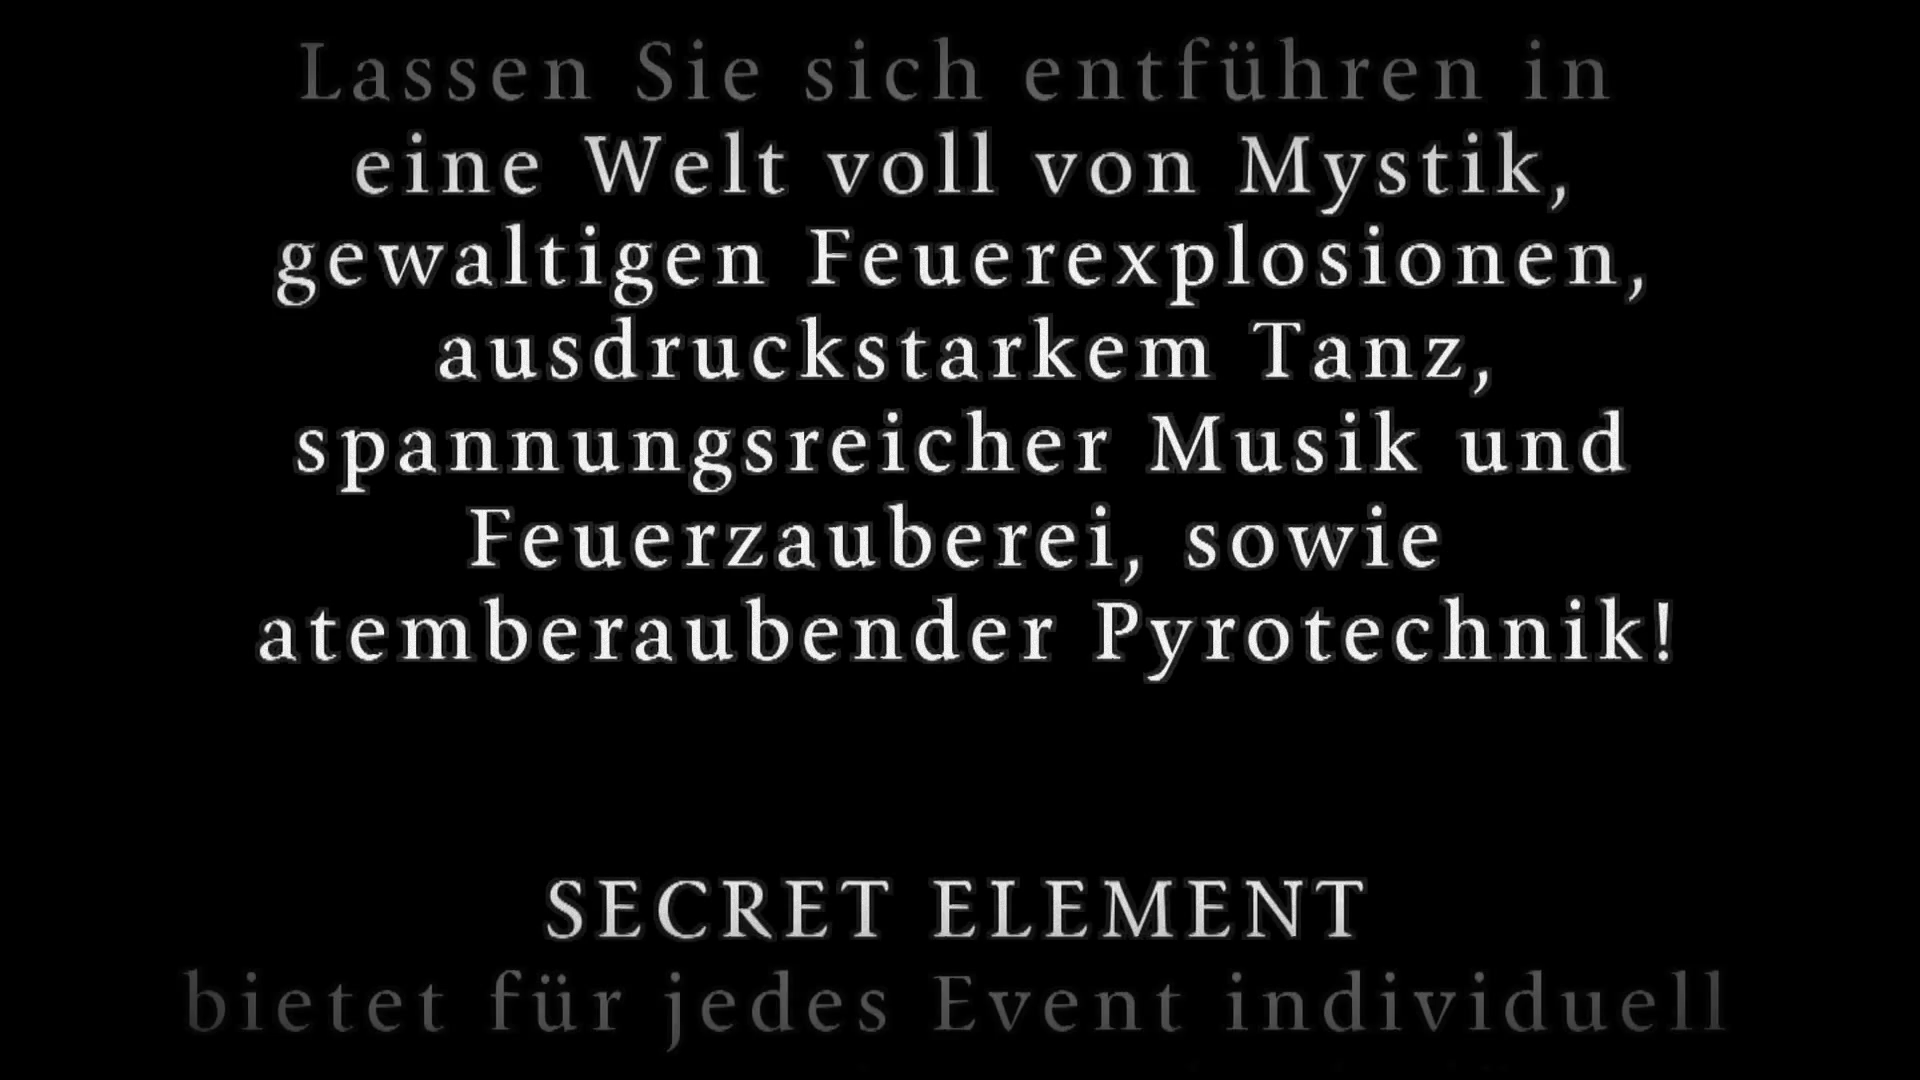 Lassen Sie sich entführen in
eine Welt voll von Mystik,
gewaltigen Feuerexplosionen,
ausdruckstarkem Tanz,
spannungsreicher Musik und
Feuerzauberei, sowie
atemberaubender Pyrotechnik!
SECRET ELEMENT
bietet für jedes Event individuell